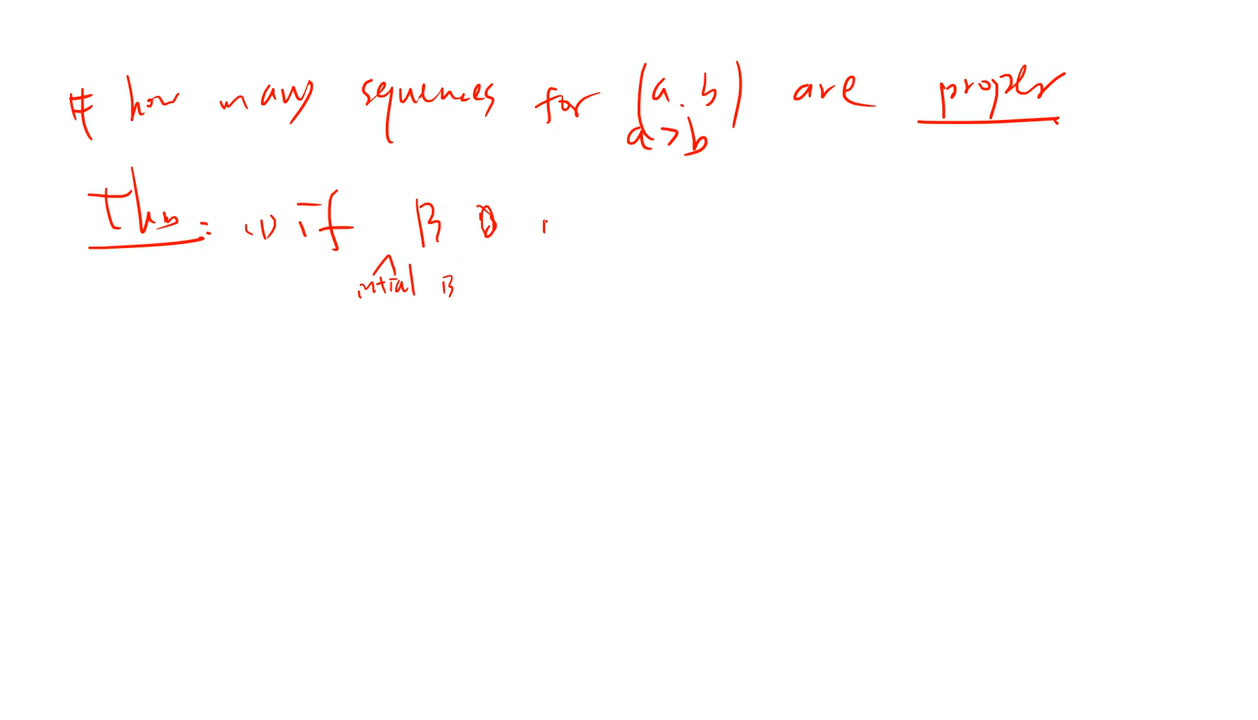 # how many sequences for (a. b) are proper
a > b
Thm: (1) if B
initial B